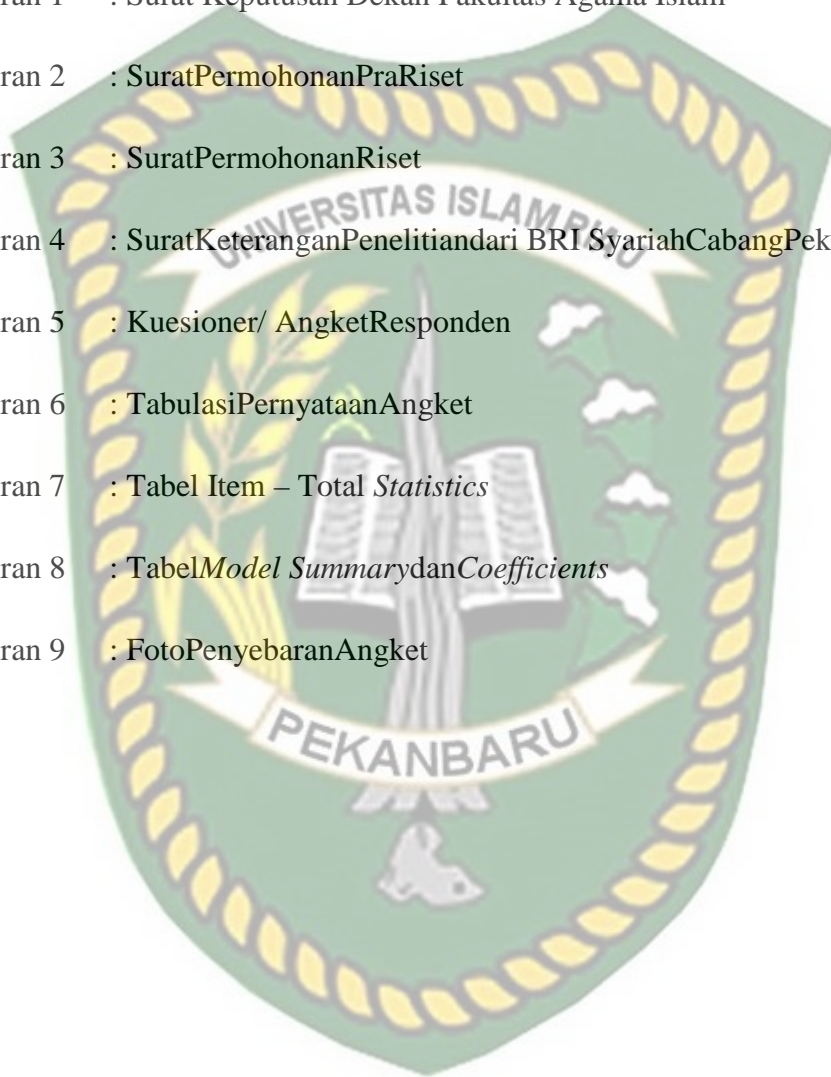 ran 1 : Surat Keputusan Dekan Fakultas Agama Islam
ran 2 : SuratPermohonanPraRiset
ran 3 : SuratPermohonanRiset
UNIVERSITAS ISLAM RIAU
ran 4 : SuratKeteranganPenelitiandari BRI SyariahCabangPek
ran 5 : Kuesioner/ AngketResponden
ran 6 : TabulasiPernyataanAngket
ran 7 : Tabel Item – Total Statistics
ran 8 : TabelModel SummarydanCoefficients
ran 9 : FotoPenyebaranAngket
PEKANBARU